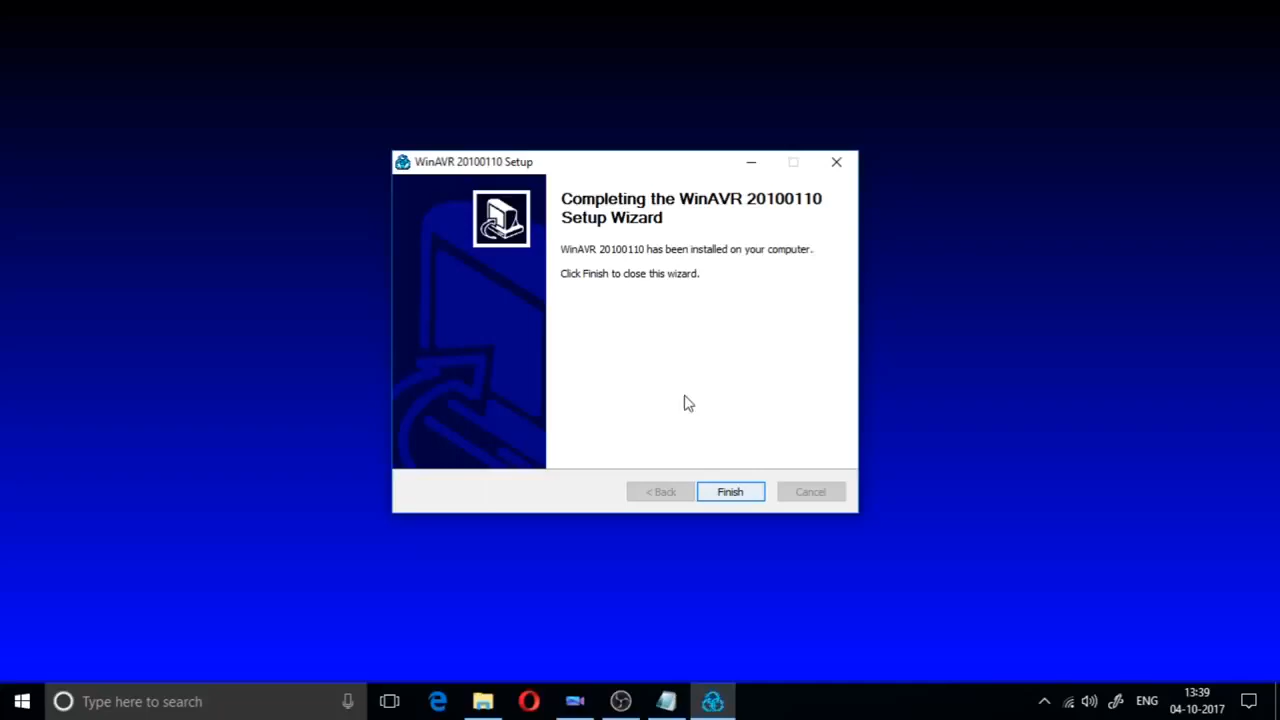 WinAVR 20100110 Setup
Completing the WinAVR 20100110
Setup Wizard
WinAVR 20100110 has been installed on your computer.
Click Finish to close this wizard.
< Back
Finish
Cancel
Type here to search
ENG
13:39
04-10-2017